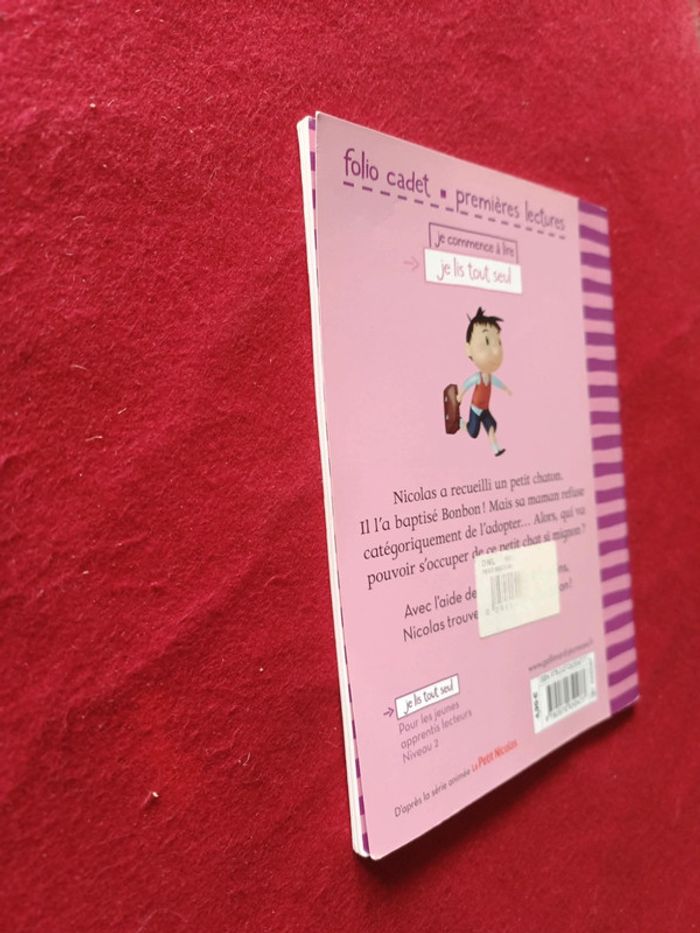 folio cadet ▪ premières lectures
je commence à lire
je lis tout seul
Nicolas a recueilli un petit chaton.
Il l'a baptisé Bonbon ! Mais sa maman refuse
catégoriquement de l'adopter... Alors, qui va
pouvoir s'occuper de ce petit chat si mignon ?
Avec l'aide de
Nicolas trouve
je lis tout seul
Pour les jeunes
apprentis lecteurs
Niveau 2
D'après la série animée Le Petit Nicolas